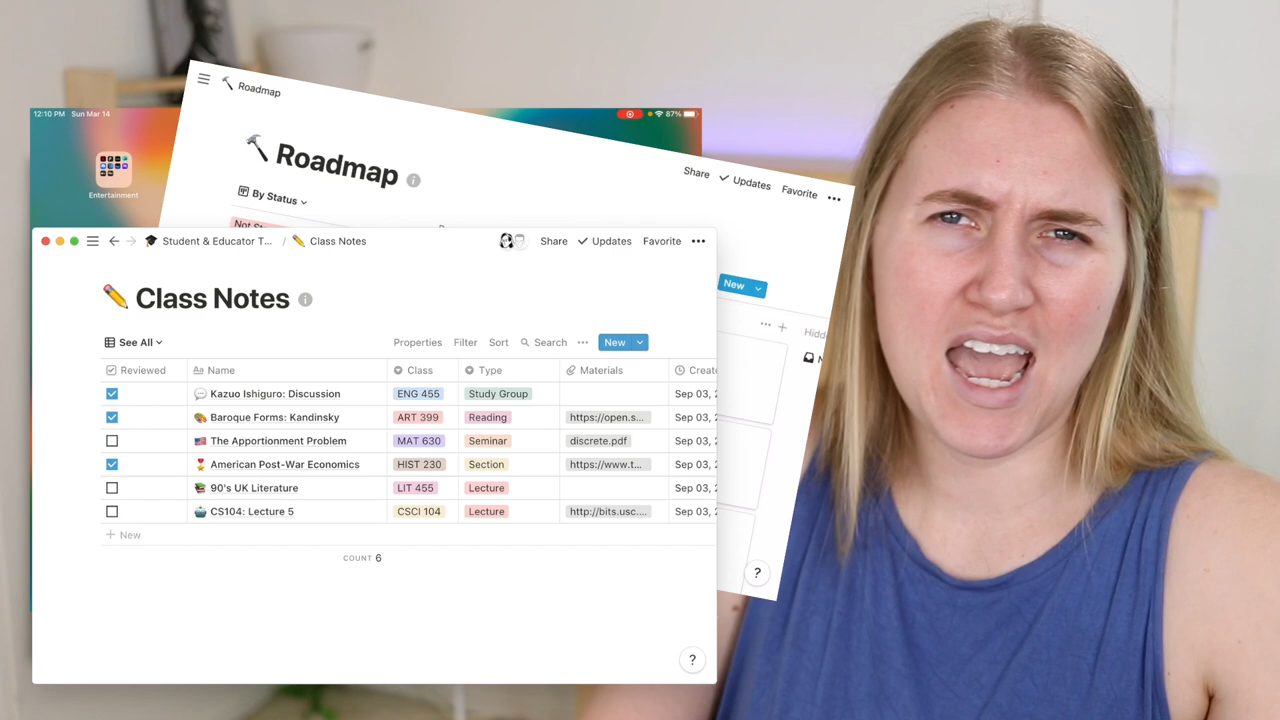 12:10 PM Sun Mar 14
87%
Entertainment
Roadmap
Roadmap
Share Updates Favorite
By Status
New
Student & Educator T... / Class Notes
Share Updates Favorite
Class Notes
See All
Properties Filter Sort Search New
Reviewed Aa Name Class Type Materials
Kazuo Ishiguro: Discussion ENG 455 Study Group Sep 03,
Baroque Forms: Kandinsky ART 399 Reading https://open.s... Sep 03,
The Apportionment Problem MAT 630 Seminar discrete.pdf Sep 03,
American Post-War Economics HIST 230 Section https://www.t... Sep 03,
90's UK Literature LIT 455 Lecture Sep 03,
CS104: Lecture 5 CSCI 104 Lecture http://bits.usc.... Sep 03,
+ New
COUNT 6
?
?